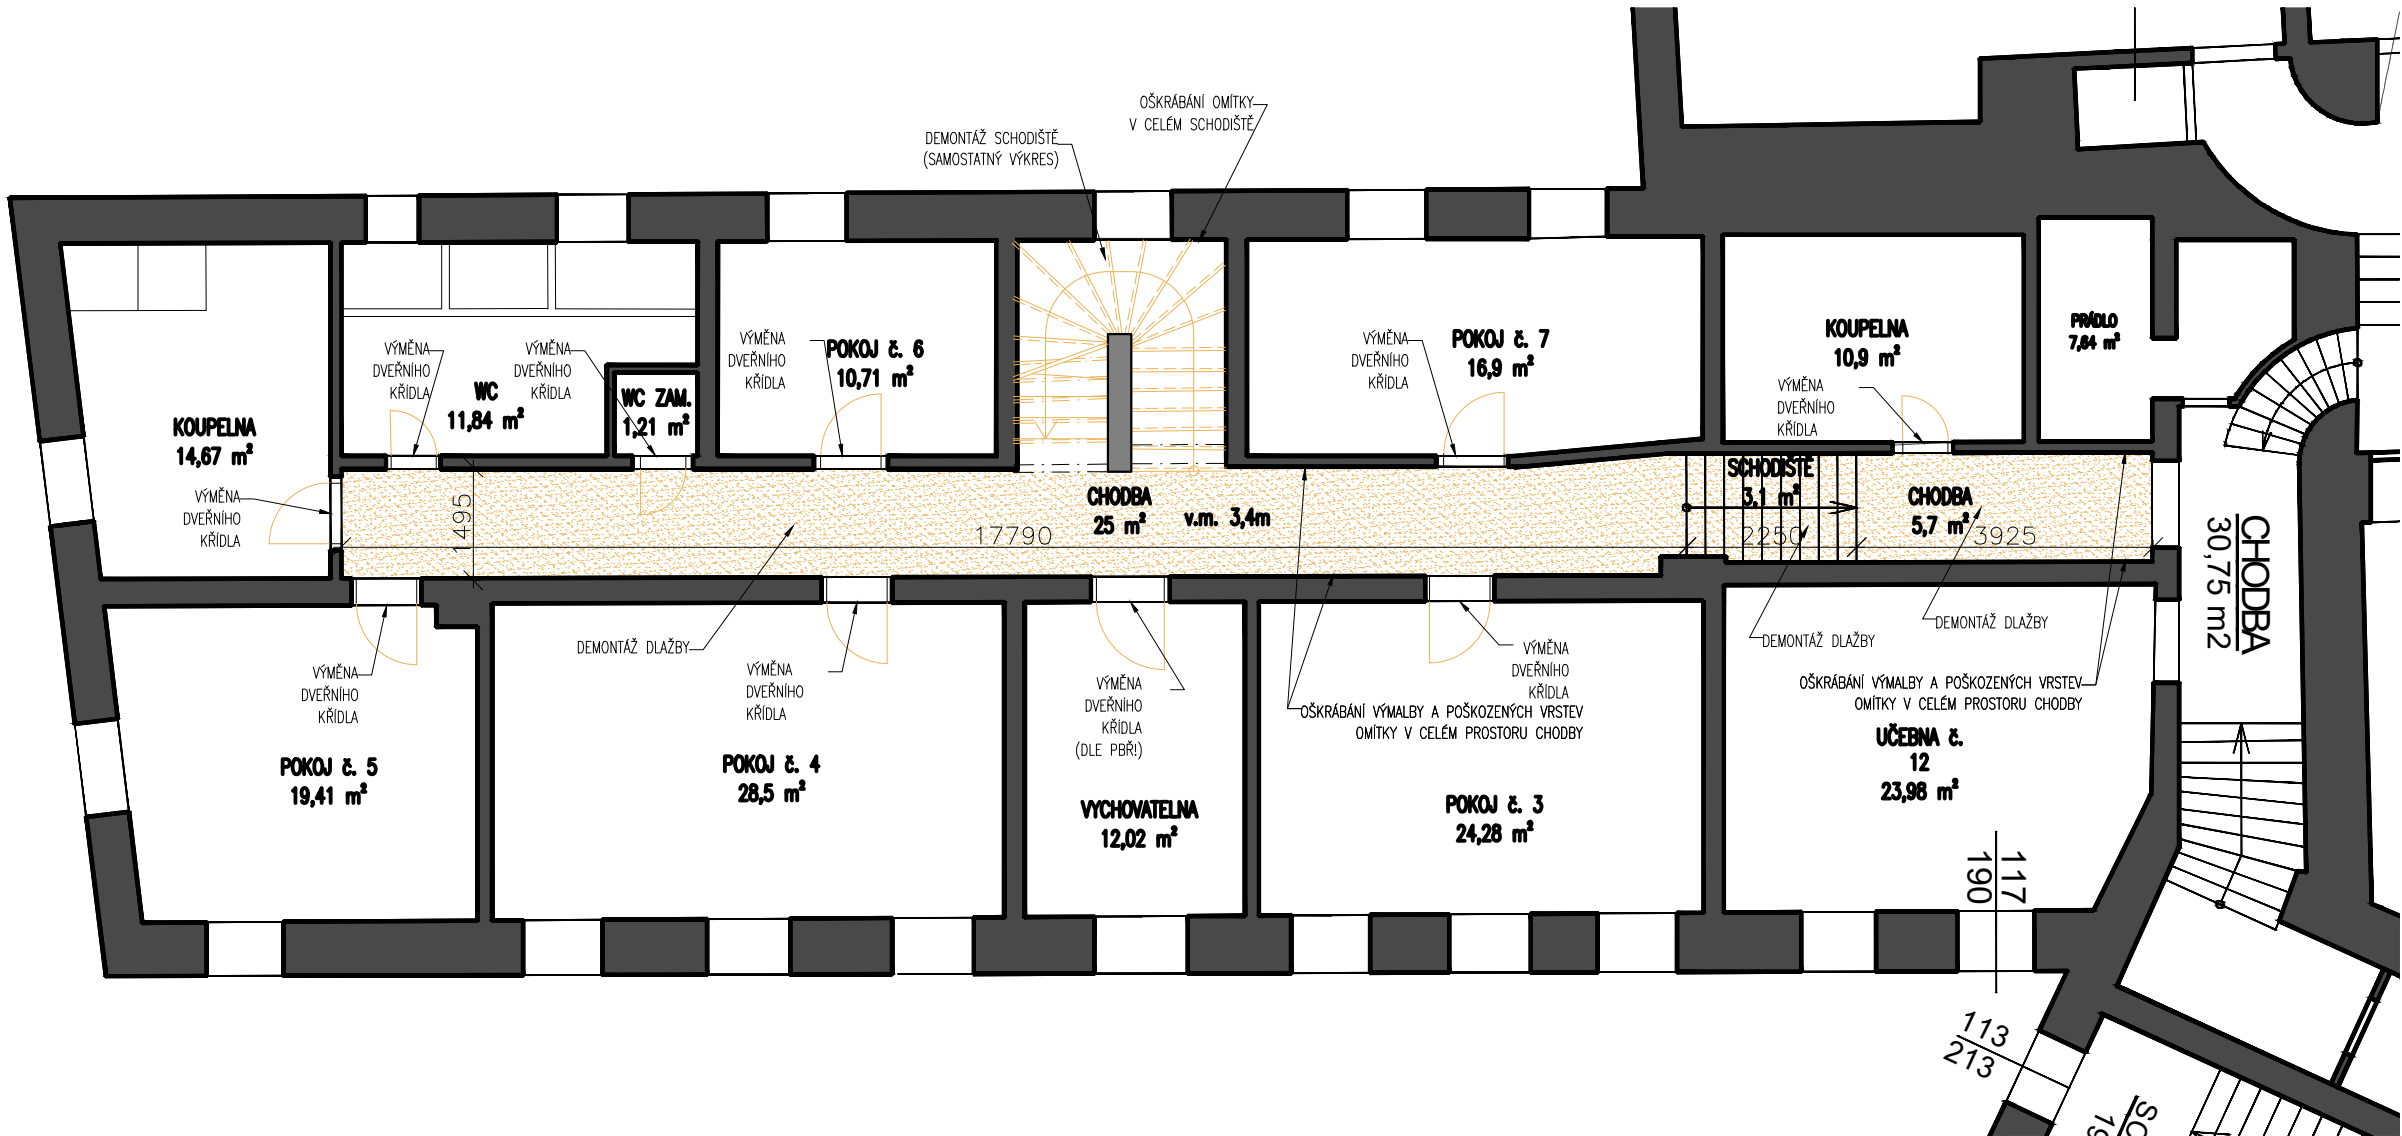 OŠKRÁBÁNÍ OMÍTKY
V CELÉM SCHODIŠTĚ
DEMONTÁŽ SCHODIŠTĚ
(SAMOSTATNÝ VÝKRES)
VÝMĚNA
DVEŘNÍHO
KŘÍDLA
VÝMĚNA
DVEŘNÍHO
KŘÍDLA
WC
11,84 m²
WC ZAM.
1,21 m²
VÝMĚNA
DVEŘNÍHO
KŘÍDLA
POKOJ č. 6
10,71 m²
VÝMĚNA
DVEŘNÍHO
KŘÍDLA
POKOJ č. 7
16,9 m²
KOUPELNA
10,9 m²
VÝMĚNA
DVEŘNÍHO
KŘÍDLA
PRÁDLO
7,64 m²
KOUPELNA
14,67 m²
VÝMĚNA
DVEŘNÍHO
KŘÍDLA
1495
CHODBA
25 m²
v.m. 3,4m
17790
SCHODIŠTĚ
3,1 m²
2250
CHODBA
5,7 m²
3925
CHODBA
30,75 m2
DEMONTÁŽ DLAŽBY
DEMONTÁŽ DLAŽBY
DEMONTÁŽ DLAŽBY
VÝMĚNA
DVEŘNÍHO
KŘÍDLA
VÝMĚNA
DVEŘNÍHO
KŘÍDLA
VÝMĚNA
DVEŘNÍHO
KŘÍDLA
(DLE PBŘ!)
VÝMĚNA
DVEŘNÍHO
KŘÍDLA
OŠKRÁBÁNÍ VÝMALBY A POŠKOZENÝCH VRSTEV
OMÍTKY V CELÉM PROSTORU CHODBY
OŠKRÁBÁNÍ VÝMALBY A POŠKOZENÝCH VRSTEV
OMÍTKY V CELÉM PROSTORU CHODBY
POKOJ č. 5
19,41 m²
POKOJ č. 4
28,5 m²
VYCHOVATELNA
12,02 m²
POKOJ č. 3
24,28 m²
UČEBNA č.
12
23,98 m²
117
190
113
213